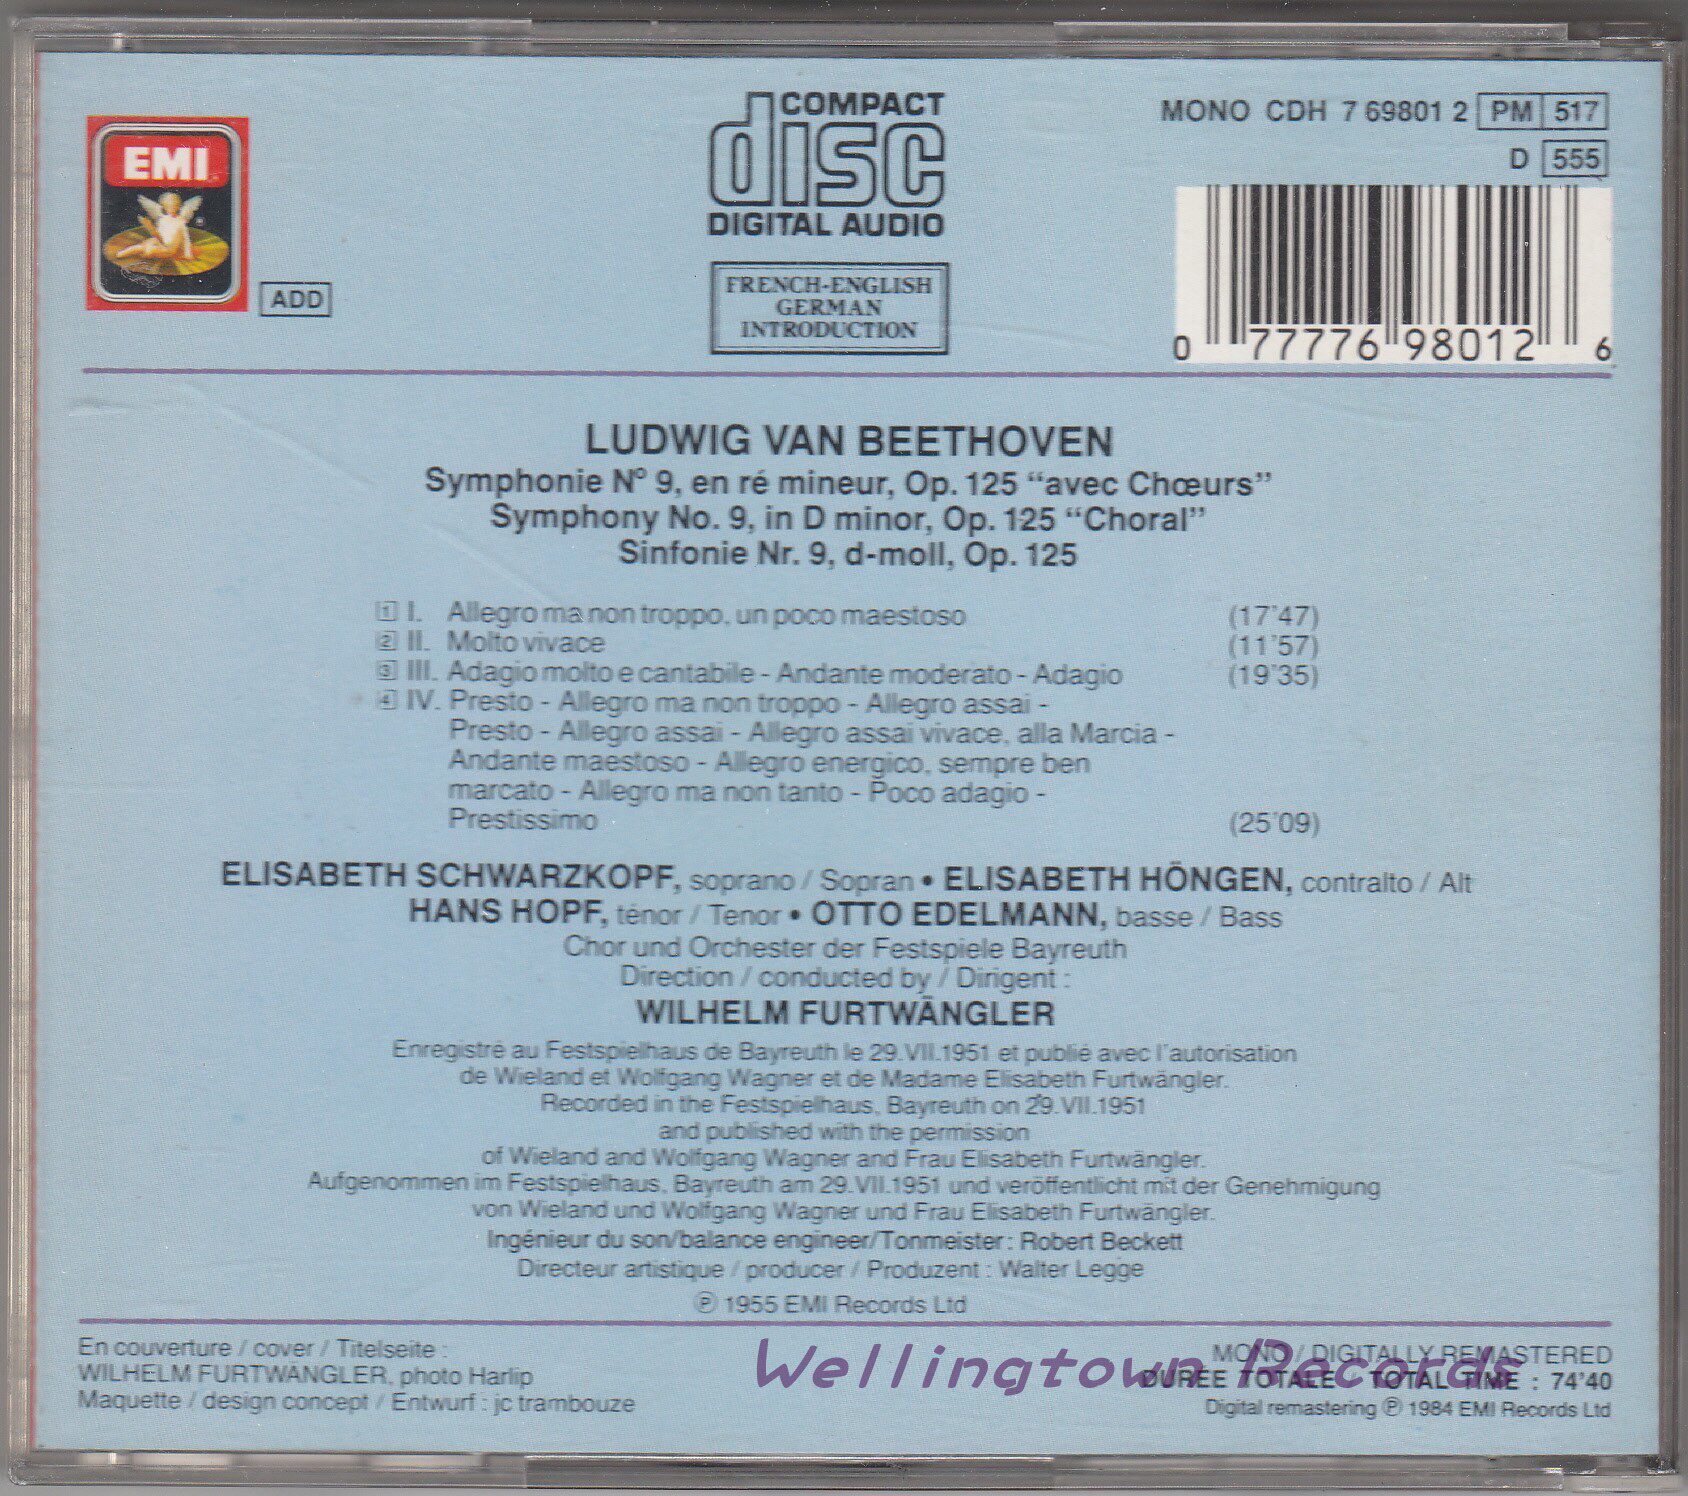 EMI
ADD
COMPACT
disc
DIGITAL AUDIO
FRENCH-ENGLISH
GERMAN
INTRODUCTION
MONO CDH 7 69801 2 PM 517
D 555
0 77776 98012 6
LUDWIG VAN BEETHOVEN
Symphonie N° 9, en ré mineur, Op. 125 “avec Chœurs”
Symphony No. 9, in D minor, Op. 125 “Choral”
Sinfonie Nr. 9, d-moll, Op. 125
1 I. Allegro ma non troppo, un poco maestoso (17'47)
2 II. Molto vivace (11'57)
3 III. Adagio molto e cantabile - Andante moderato - Adagio (19'35)
4 IV. Presto - Allegro ma non troppo - Allegro assai -
Presto - Allegro assai - Allegro assai vivace, alla Marcia -
Andante maestoso - Allegro energico, sempre ben
marcato - Allegro ma non tanto - Poco adagio -
Prestissimo (25'09)
ELISABETH SCHWARZKOPF, soprano / Sopran • ELISABETH HÖNGEN, contralto / Alt
HANS HOPF, ténor / Tenor • OTTO EDELMANN, basse / Bass
Chor und Orchester der Festspiele Bayreuth
Direction / conducted by / Dirigent :
WILHELM FURTWÄNGLER
Enregistré au Festspielhaus de Bayreuth le 29.VII.1951 et publié avec l'autorisation
de Wieland et Wolfgang Wagner et de Madame Elisabeth Furtwängler.
Recorded in the Festspielhaus, Bayreuth on 29.VII.1951
and published with the permission
of Wieland and Wolfgang Wagner and Frau Elisabeth Furtwängler.
Aufgenommen im Festspielhaus, Bayreuth am 29.VII.1951 und veröffentlicht mit der Genehmigung
von Wieland und Wolfgang Wagner und Frau Elisabeth Furtwängler.
Ingénieur du son/balance engineer/Tonmeister : Robert Beckett
Directeur artistique / producer / Produzent : Walter Legge
℗ 1955 EMI Records Ltd
En couverture / cover / Titelseite :
WILHELM FURTWÄNGLER, photo Harlip
Maquette / design concept / Entwurf : jc trambouze
Wellingtown Records
MONO / DIGITALLY REMASTERED
DURÉE TOTALE - TOTAL TIME : 74'40
Digital remastering ℗ 1984 EMI Records Ltd